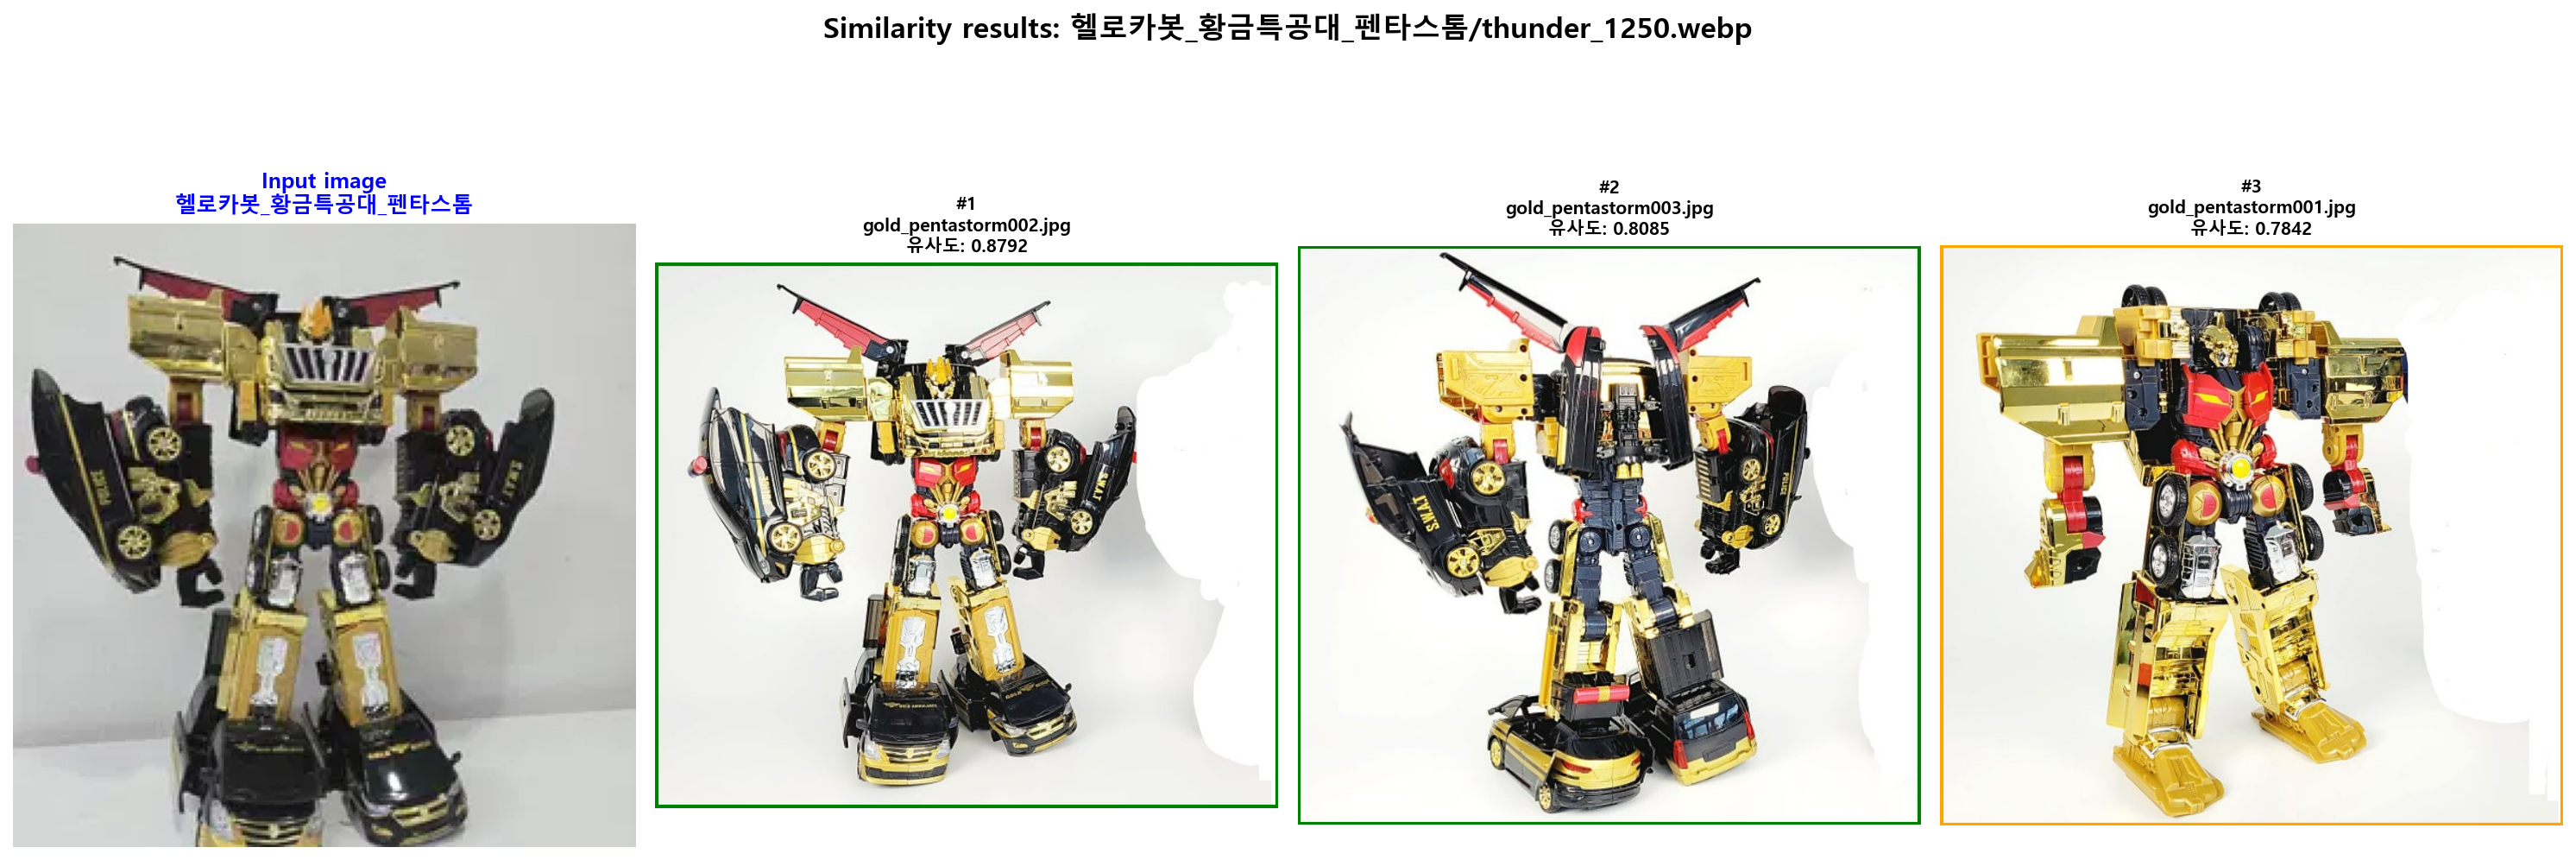 Similarity results: 헬로카봇_황금특공대_펜타스톰/thunder_1250.webp
Input image
헬로카봇_황금특공대_펜타스톰
#1
gold_pentastorm002.jpg
유사도: 0.8792
#2
gold_pentastorm003.jpg
유사도: 0.8085
#3
gold_pentastorm001.jpg
유사도: 0.7842
S.W.A.T
S.W.A.T
S.W.A.T
POLICE